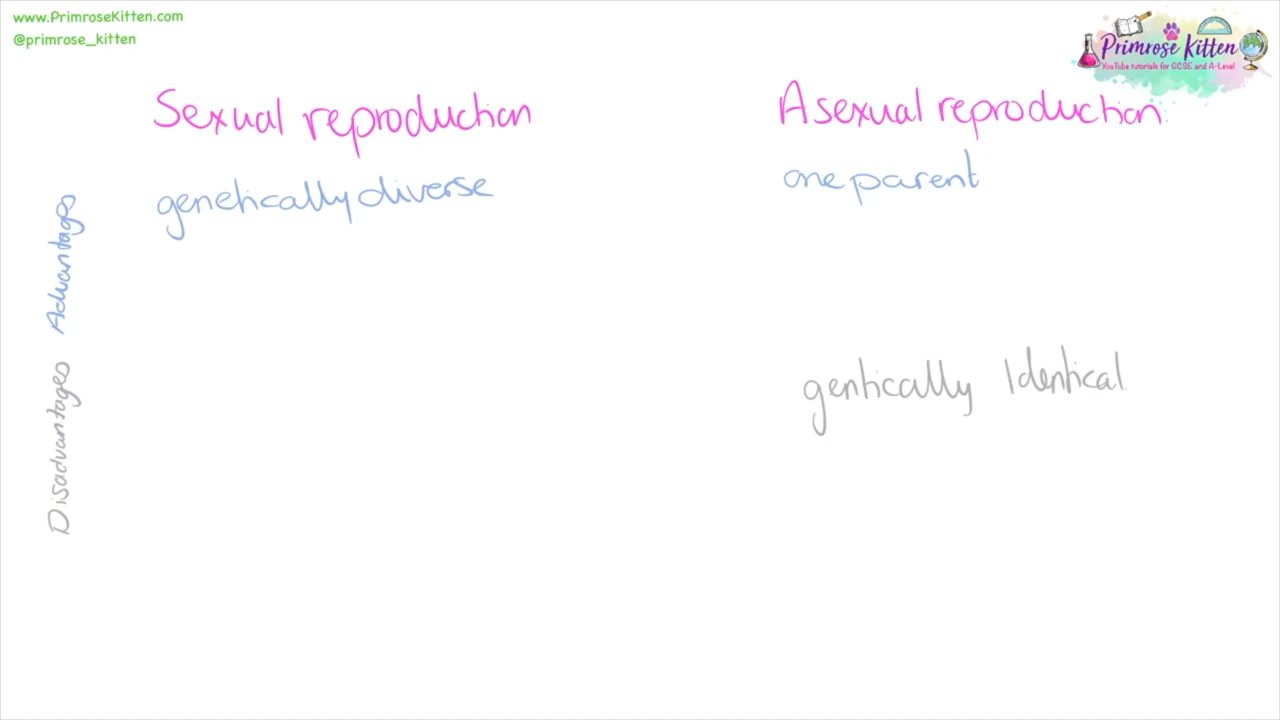 www.PrimroseKitten.com
@primrose_kitten
Primrose Kitten
YouTube tutorials for GCSE and A-Level
Sexual reproduction
Asexual reproduction
Advantages
genetically diverse
one parent
Disadvantages
gentically Identical